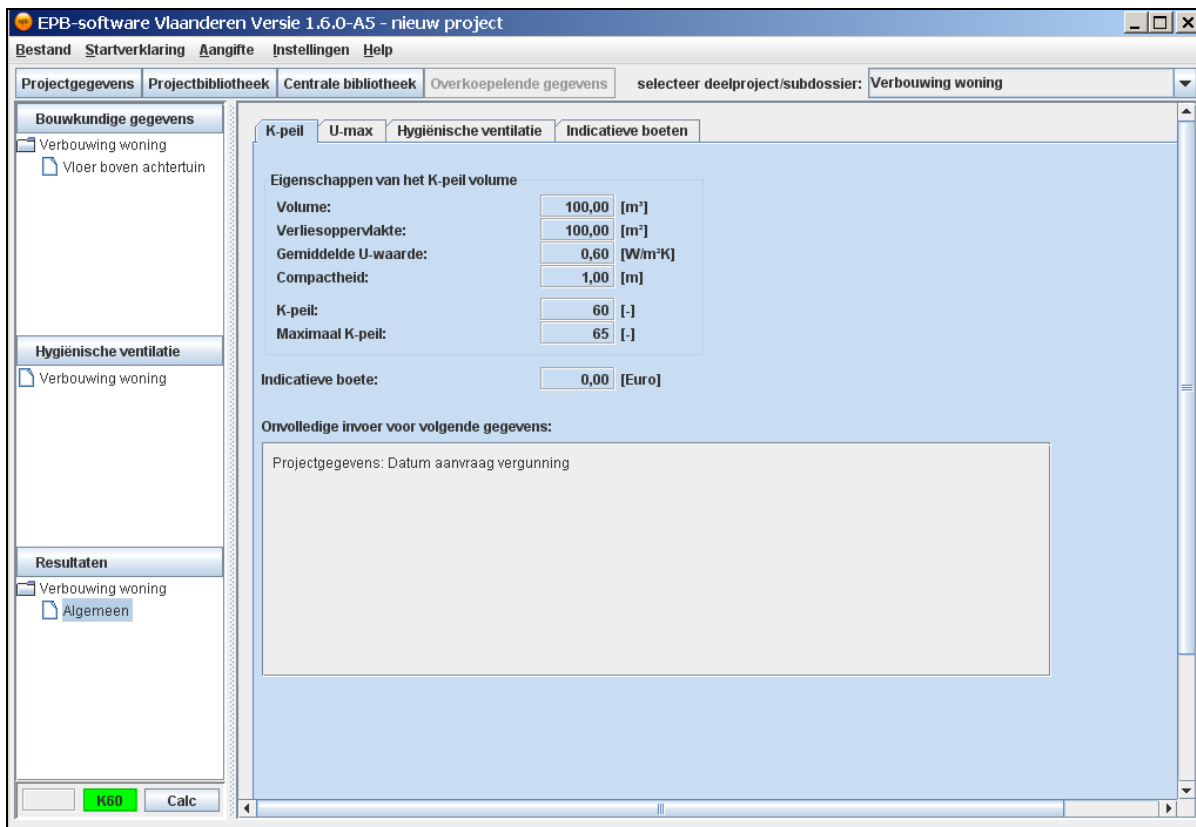 EPB-software Vlaanderen Versie 1.6.0-A5 - nieuw project
Bestand Startverklaring Aangifte Instellingen Help
Projectgegevens Projectbibliotheek Centrale bibliotheek Overkoepelende gegevens selecteer deelproject/subdossier: Verbouwing woning
Bouwkundige gegevens
Verbouwing woning
Vloer boven achtertuin
Hygiënische ventilatie
Verbouwing woning
Resultaten
Verbouwing woning
Algemeen
K60 Calc
K-peil U-max Hygiënische ventilatie Indicatieve boeten
Eigenschappen van het K-peil volume
Volume: 100,00 [m³]
Verliesoppervlakte: 100,00 [m²]
Gemiddelde U-waarde: 0,60 [W/m²K]
Compactheid: 1,00 [m]
K-peil: 60 [-]
Maximaal K-peil: 65 [-]
Indicatieve boete: 0,00 [Euro]
Onvolledige invoer voor volgende gegevens:
Projectgegevens: Datum aanvraag vergunning